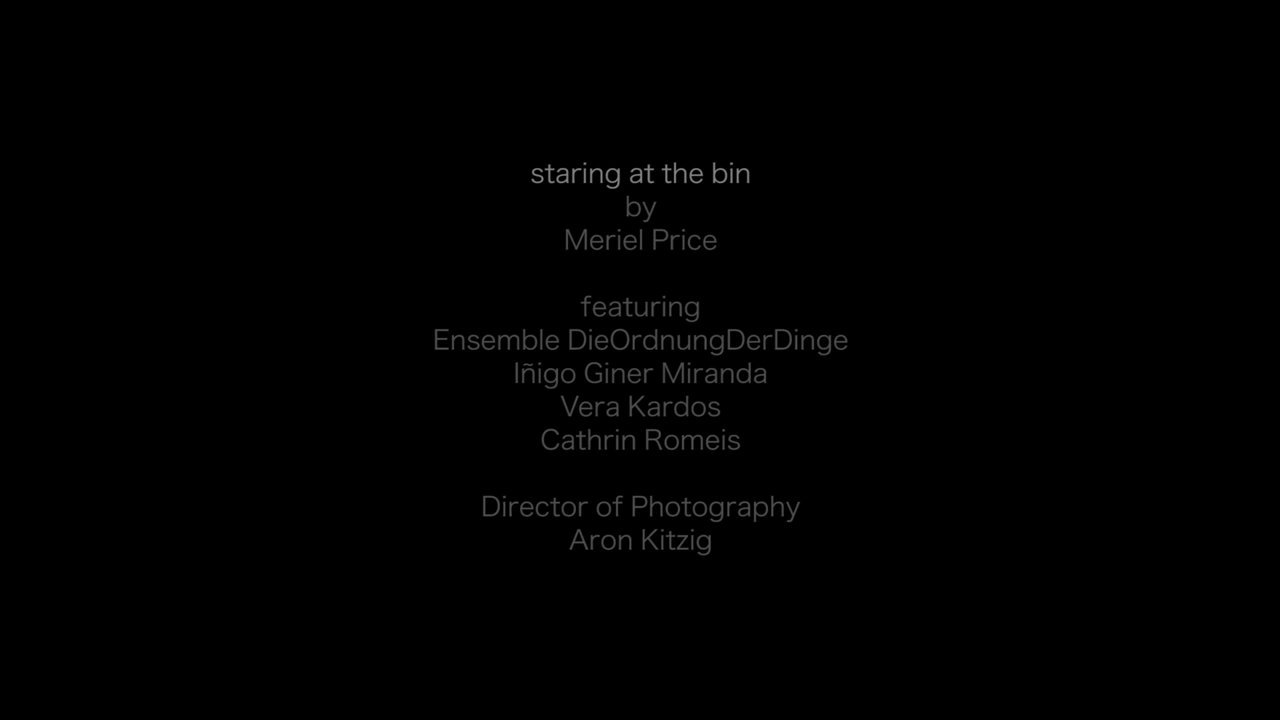 staring at the bin
by
Meriel Price
featuring
Ensemble DieOrdnungDerDinge
Iñigo Giner Miranda
Vera Kardos
Cathrin Romeis
Director of Photography
Aron Kitzig